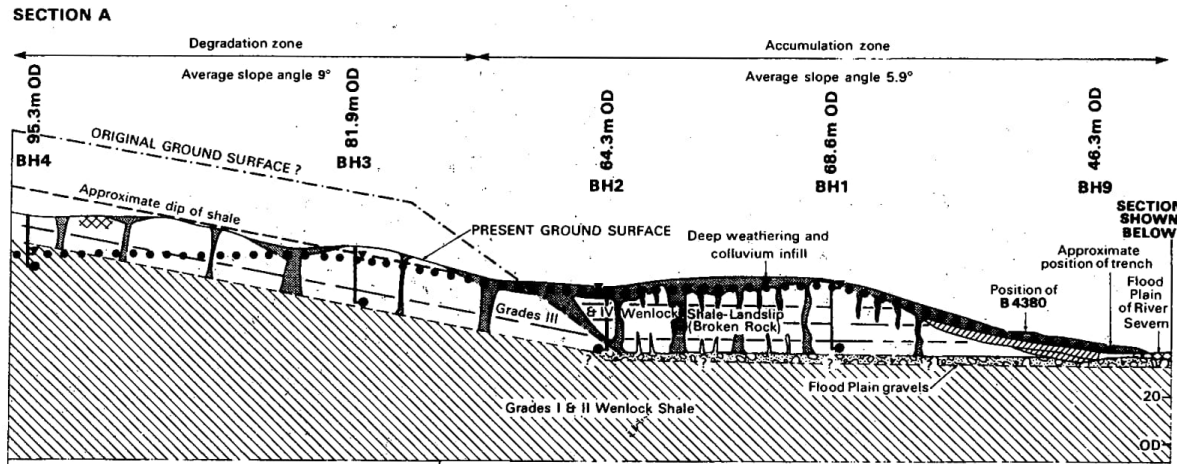 SECTION A
Degradation zone
Accumulation zone
Average slope angle 9°
Average slope angle 5.9°
95.3m OD
81.9m OD
64.3m OD
68.6m OD
46.3m OD
ORIGINAL GROUND SURFACE ?
BH4
BH3
BH2
BH1
BH9
SECTION
SHOWN
BELOW
Approximate dip of shale
PRESENT GROUND SURFACE
Deep weathering and
colluvium infill
Approximate
position of trench
Position of
B 4380
Flood
Plain
of River
Severn
Grades III & IV Wenlock Shale-Landslip
(Broken Rock)
? ? ? ?
Flood Plain gravels
20
Grades I & II Wenlock Shale
OD